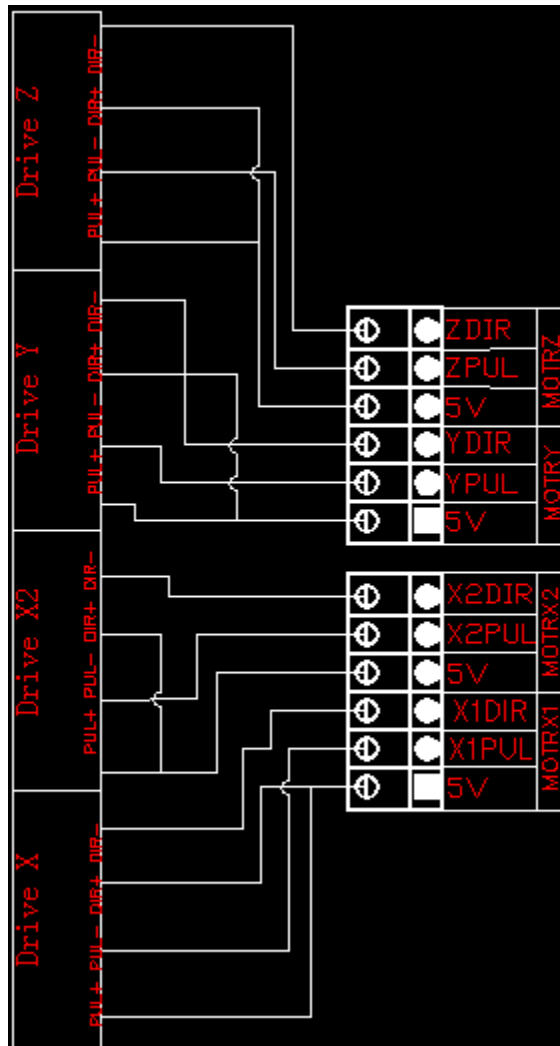 Drive Z
DIR-
DIR+
PUL-
PUL+
Drive Y
DIR-
DIR+
PUL-
PUL+
Drive X2
DIR-
DIR+
PUL-
PUL+
Drive X
DIR-
DIR+
PUL-
PUL+
ZDIR
ZPUL
5V
MOTRZ
YDIR
YPUL
5V
MOTRY
X2DIR
X2PUL
5V
MOTRX2
X1DIR
X1PUL
5V
MOTRX1